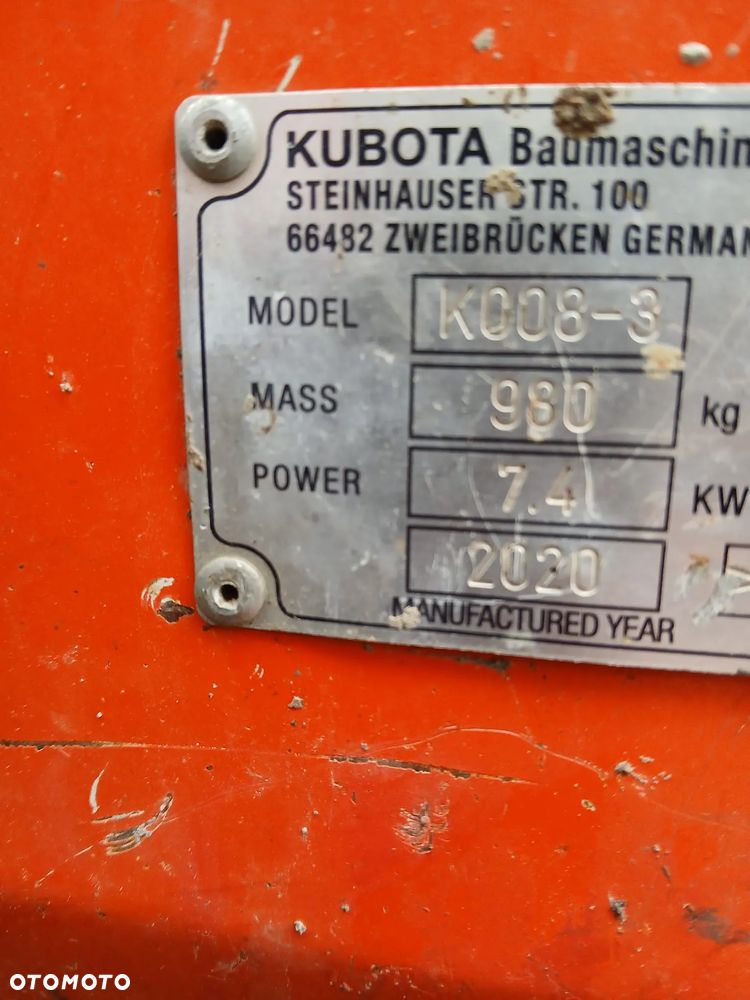 KUBOTA Baumaschin
STEINHAUSER STR. 100
66482 ZWEIBRÜCKEN GERMAN
MODEL K008-3
MASS 980 kg
POWER 7.4 KW
2020
MANUFACTURED YEAR
OTOMOTO